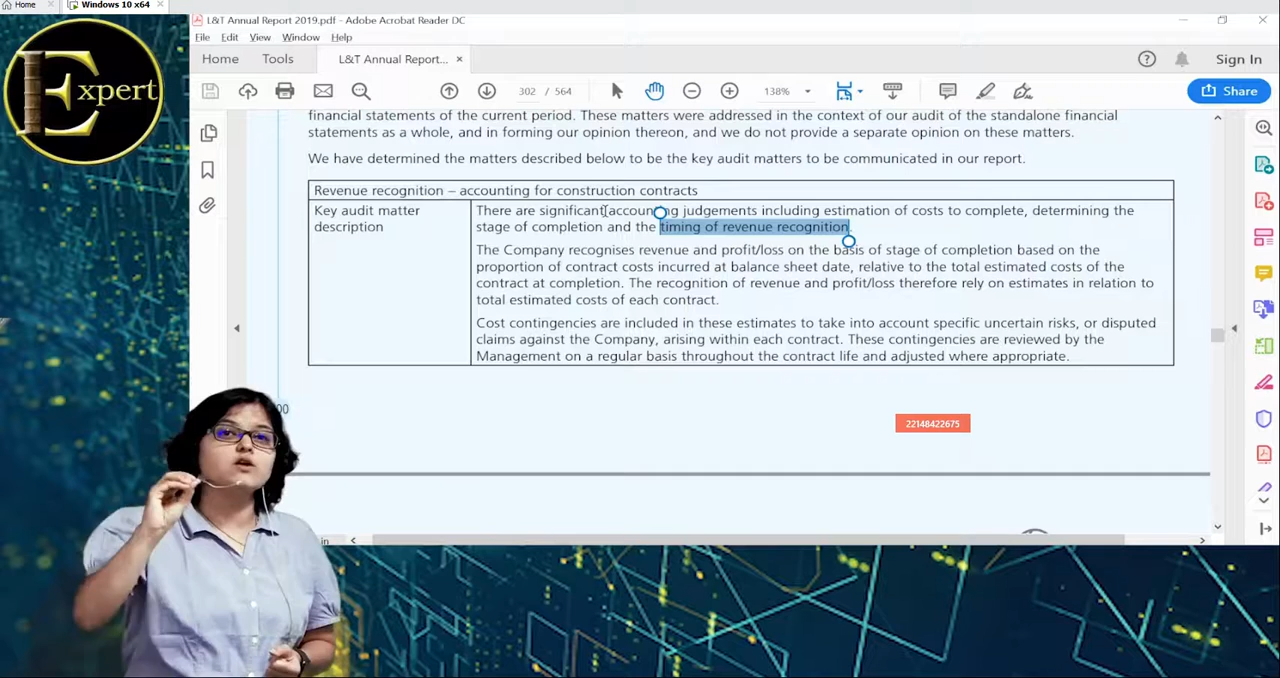 Home
Windows 10 x64
L&T Annual Report 2019.pdf - Adobe Acrobat Reader DC
File Edit View Window Help
Home Tools L&T Annual Report... × Sign In
302 / 564 138% Share
financial statements of the current period. These matters were addressed in the context of our audit of the standalone financial
statements as a whole, and in forming our opinion thereon, and we do not provide a separate opinion on these matters.
We have determined the matters described below to be the key audit matters to be communicated in our report.
Revenue recognition – accounting for construction contracts
Key audit matter
description
There are significant accounting judgements including estimation of costs to complete, determining the
stage of completion and the timing of revenue recognition.
The Company recognises revenue and profit/loss on the basis of stage of completion based on the
proportion of contract costs incurred at balance sheet date, relative to the total estimated costs of the
contract at completion. The recognition of revenue and profit/loss therefore rely on estimates in relation to
total estimated costs of each contract.
Cost contingencies are included in these estimates to take into account specific uncertain risks, or disputed
claims against the Company, arising within each contract. These contingencies are reviewed by the
Management on a regular basis throughout the contract life and adjusted where appropriate.
22148422675
Expert